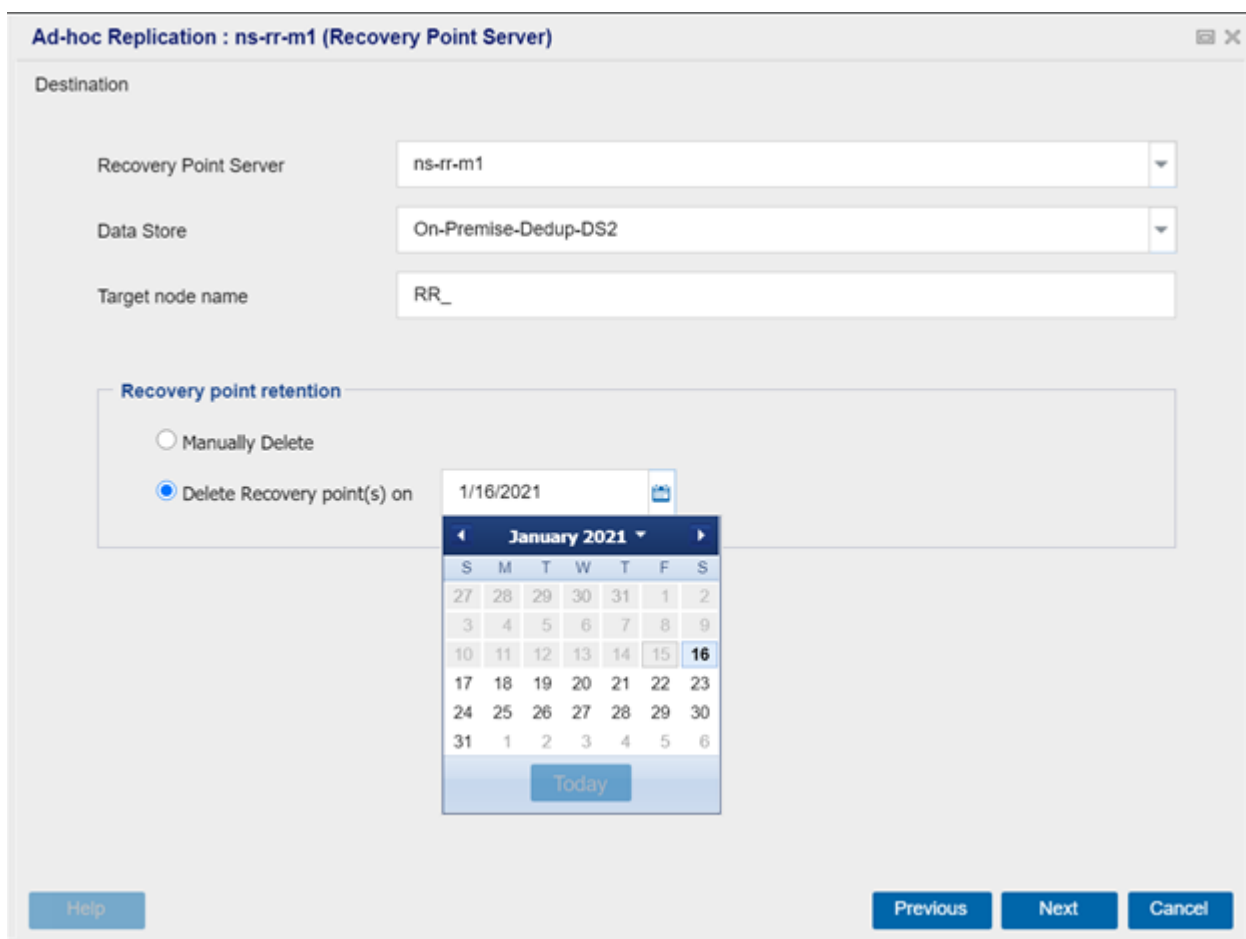 Ad-hoc Replication : ns-rr-m1 (Recovery Point Server)
Destination
Recovery Point Server ns-rr-m1
Data Store On-Premise-Dedup-DS2
Target node name RR_
Recovery point retention
Manually Delete
Delete Recovery point(s) on 1/16/2021
January 2021
S M T W T F S
27 28 29 30 31 1 2
3 4 5 6 7 8 9
10 11 12 13 14 15 16
17 18 19 20 21 22 23
24 25 26 27 28 29 30
31 1 2 3 4 5 6
Today
Help Previous Next Cancel